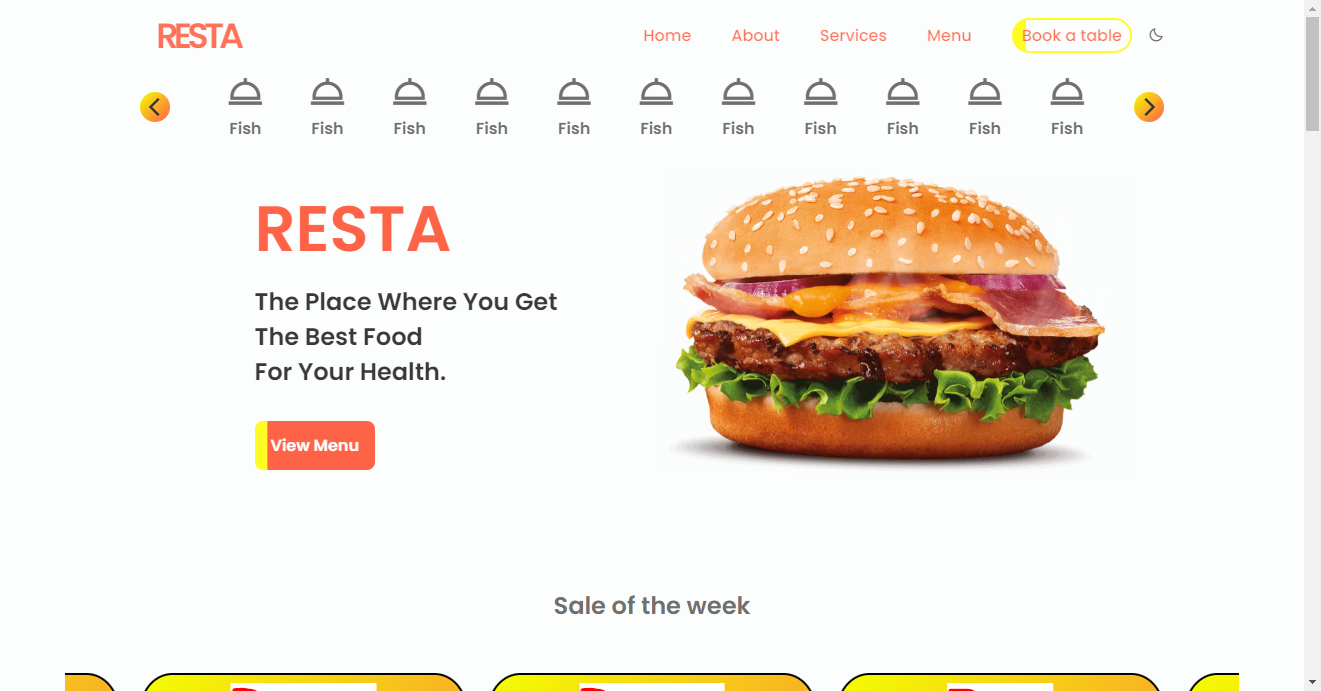 RESTA
Home About Services Menu Book a table
Fish Fish Fish Fish Fish Fish Fish Fish Fish Fish Fish
RESTA
The Place Where You Get
The Best Food
For Your Health.
View Menu
Sale of the week